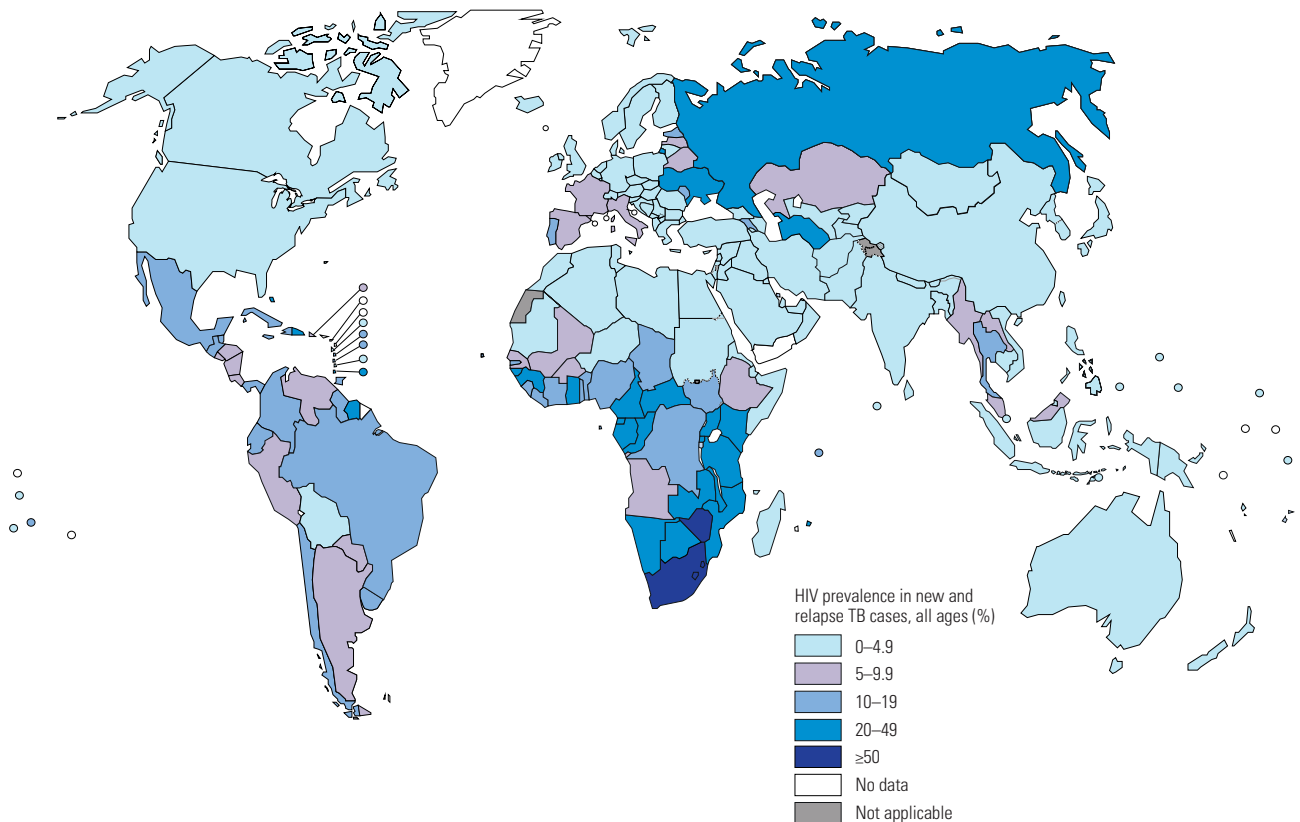 HIV prevalence in new and
relapse TB cases, all ages (%)
0–4.9
5–9.9
10–19
20–49
≥50
No data
Not applicable